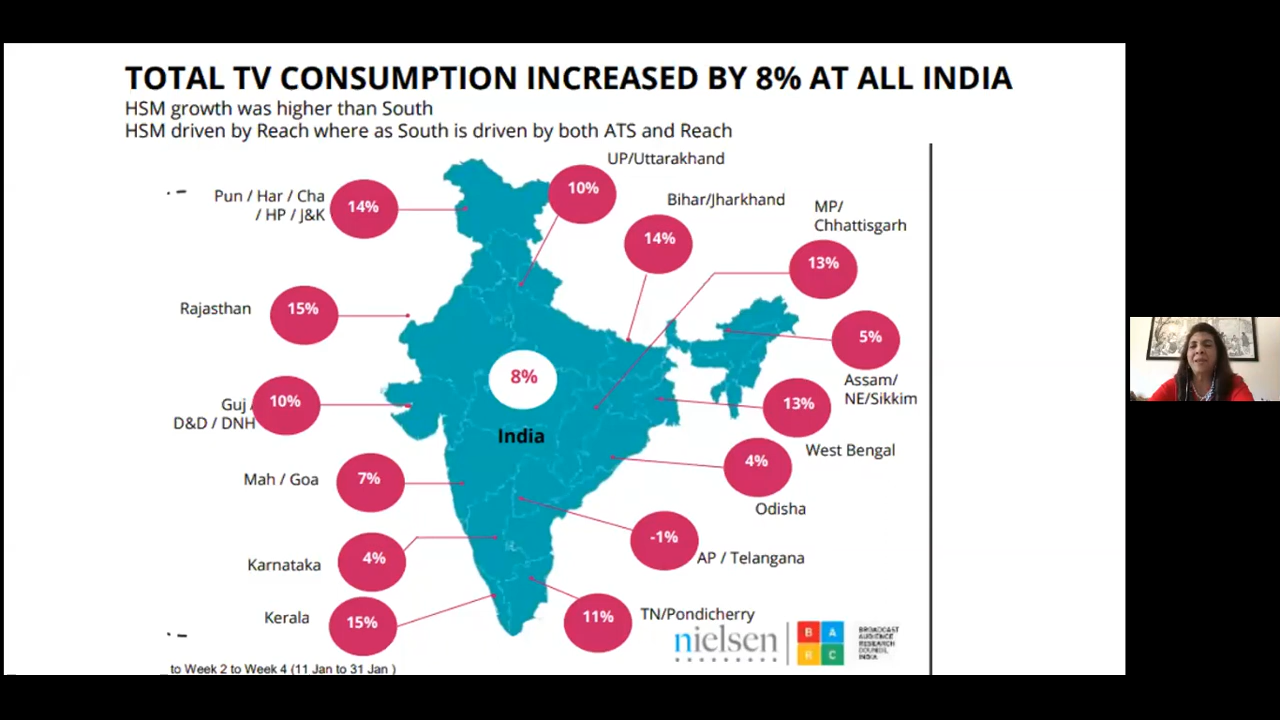 TOTAL TV CONSUMPTION INCREASED BY 8% AT ALL INDIA
HSM growth was higher than South
HSM driven by Reach where as South is driven by both ATS and Reach
UP/Uttarakhand
10%
Pun / Har / Cha
/ HP / J&K
14%
Bihar/Jharkhand
14%
MP/
Chhattisgarh
13%
Rajasthan
15%
5%
Assam/
NE/Sikkim
8%
India
Guj /
D&D / DNH
10%
13%
West Bengal
Mah / Goa
7%
4%
Odisha
-1%
AP / Telangana
Karnataka
4%
Kerala
15%
11%
TN/Pondicherry
nielsen
B A
R C
BROADCAST
AUDIENCE
RESEARCH
COUNCIL
INDIA
to Week 2 to Week 4 (11 Jan to 31 Jan )